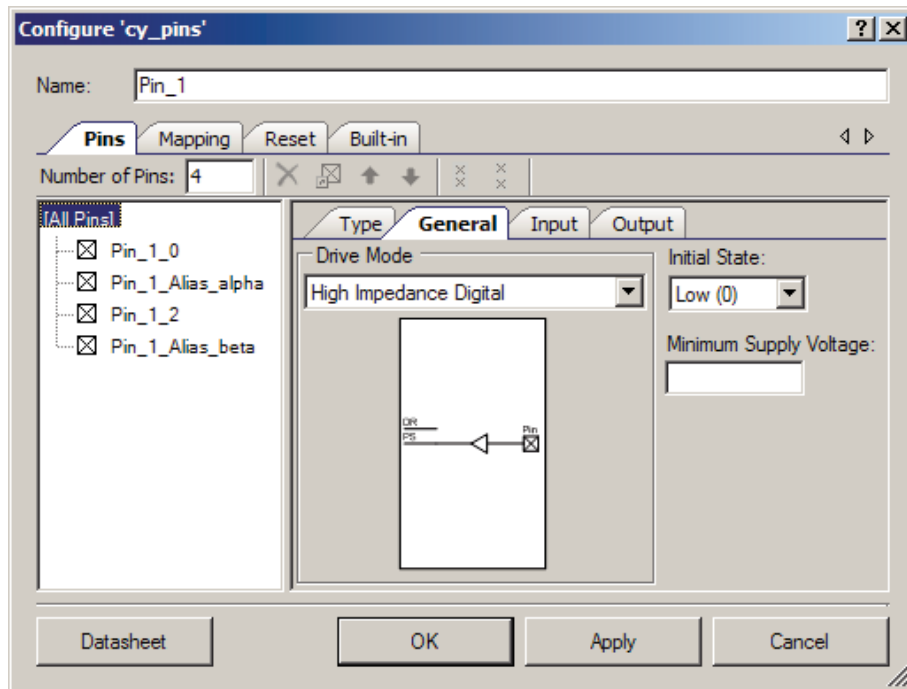 Configure 'cy_pins'
Name: Pin_1
Pins Mapping Reset Built-in
Number of Pins: 4
[All Pins]
Pin_1_0
Pin_1_Alias_alpha
Pin_1_2
Pin_1_Alias_beta
Type General Input Output
Drive Mode
High Impedance Digital
DR
PS
Pin
Initial State:
Low (0)
Minimum Supply Voltage:
Datasheet OK Apply Cancel